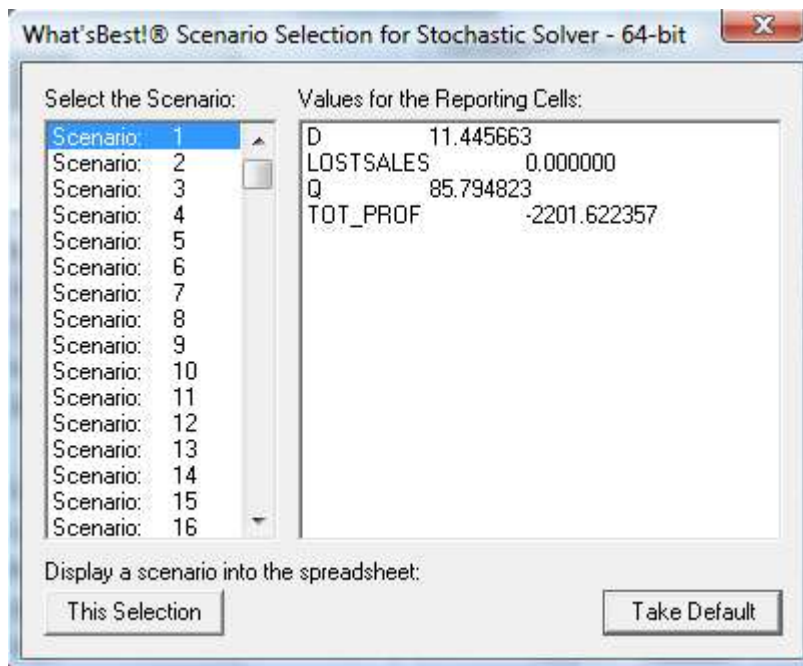 What'sBest!® Scenario Selection for Stochastic Solver - 64-bit
Select the Scenario:
Scenario: 1
Scenario: 2
Scenario: 3
Scenario: 4
Scenario: 5
Scenario: 6
Scenario: 7
Scenario: 8
Scenario: 9
Scenario: 10
Scenario: 11
Scenario: 12
Scenario: 13
Scenario: 14
Scenario: 15
Scenario: 16
Values for the Reporting Cells:
D 11.445663
LOSTSALES 0.000000
Q 85.794823
TOT_PROF -2201.622357
Display a scenario into the spreadsheet:
This Selection
Take Default